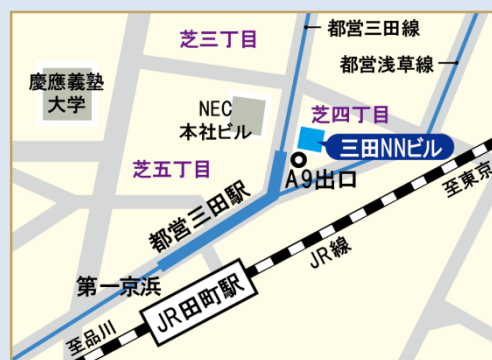 芝三丁目
都営三田線
都営浅草線
慶應義塾
大学
NEC
本社ビル
芝四丁目
三田NNビル
芝五丁目
A9出口
都営三田駅
至東京
JR線
第一京浜
JR田町駅
至品川